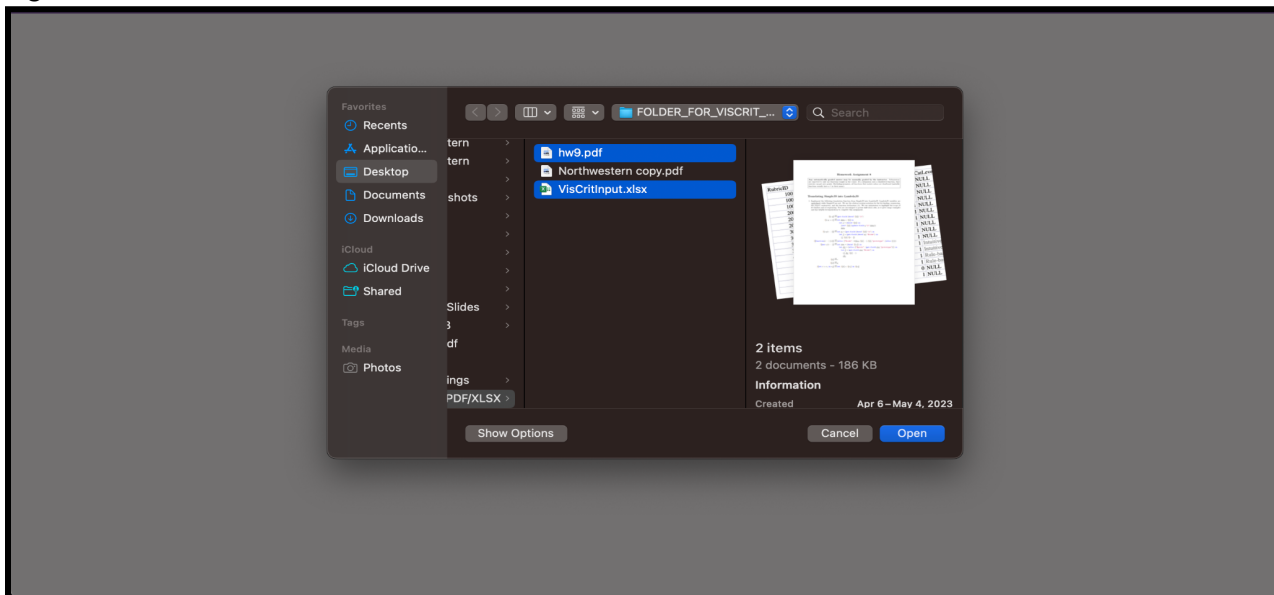 Favorites
Recents
Applicatio...
Desktop
Documents
Downloads
iCloud
iCloud Drive
Shared
Tags
Media
Photos
FOLDER_FOR_VISCRIT_...
Search
tern
tern
shots
Slides
3
df
ings
PDF/XLSX
hw9.pdf
Northwestern copy.pdf
VisCritInput.xlsx
RubricID
2 items
2 documents - 186 KB
Information
Created Apr 6 – May 4, 2023
Show Options
Cancel
Open